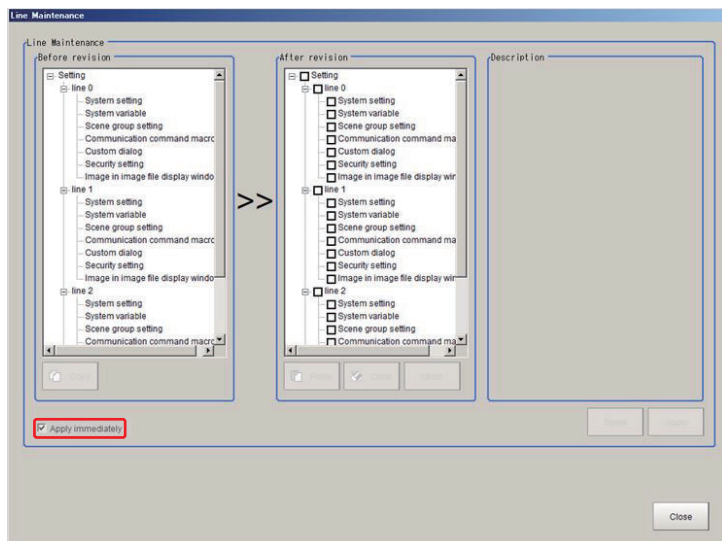 Line Maintenance
Line Maintenance
Before revision
Setting
line 0
System setting
System variable
Scene group setting
Communication command macro
Custom dialog
Security setting
Image in image file display windo
line 1
System setting
System variable
Scene group setting
Communication command macro
Custom dialog
Security setting
Image in image file display windo
line 2
System setting
System variable
Scene group setting
Communication command macro
Copy
>>
After revision
Setting
line 0
System setting
System variable
Scene group setting
Communication command ma
Custom dialog
Security setting
Image in image file display wir
line 1
System setting
System variable
Scene group setting
Communication command ma
Custom dialog
Security setting
Image in image file display wir
line 2
System setting
System variable
Scene group setting
Communication command ma
Description
Apply immediately
Close